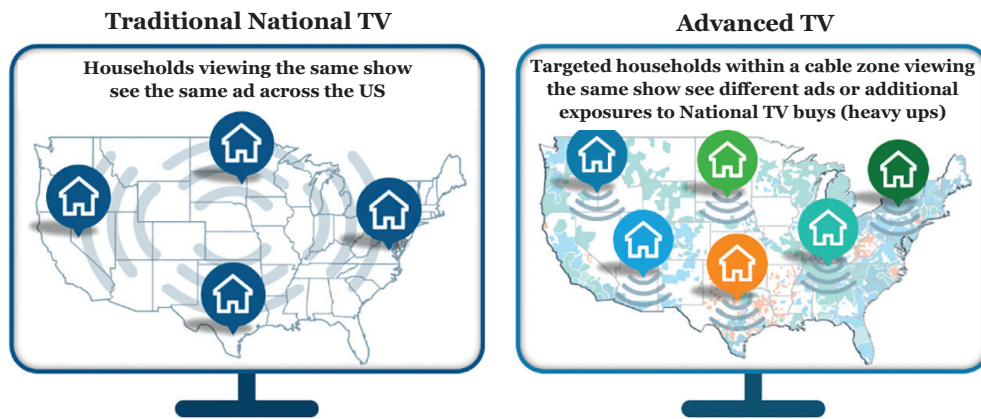 Traditional National TV
Households viewing the same show
see the same ad across the US
Advanced TV
Targeted households within a cable zone viewing
the same show see different ads or additional
exposures to National TV buys (heavy ups)